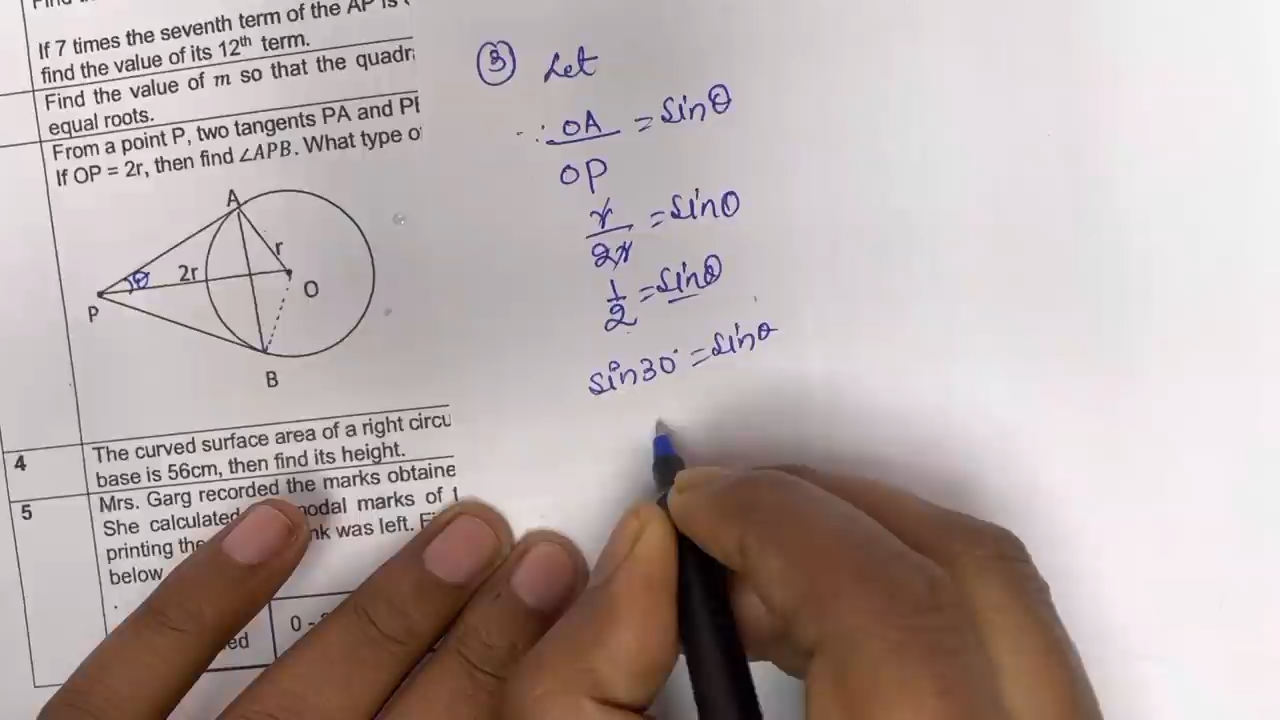 If 7 times the seventh term of the AP is
find the value of its 12th term.
Find the value of m so that the quadr
equal roots.
From a point P, two tangents PA and P
If OP = 2r, then find ∠APB. What type o
A
r
θ
2r
O
P
B
4
The curved surface area of a right circu
base is 56cm, then find its height.
5
Mrs. Garg recorded the marks obtaine
She calculated modal marks of
printing the nk was left.
below
0 -
ed
3 Let
OA/OP = sinθ
r/2r = sinθ
1/2 = sinθ
sin30° = sinθ